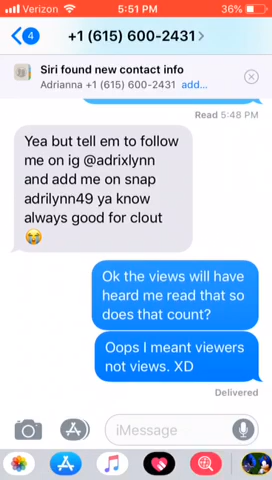 Verizon 5:51 PM 36%
4 +1 (615) 600-2431
Siri found new contact info
Adrianna +1 (615) 600-2431 add...
Read 5:48 PM
Yea but tell em to follow
me on ig @adrixlynn
and add me on snap
adrilynn49 ya know
always good for clout
Ok the views will have
heard me read that so
does that count?
Oops I meant viewers
not views. XD
Delivered
iMessage